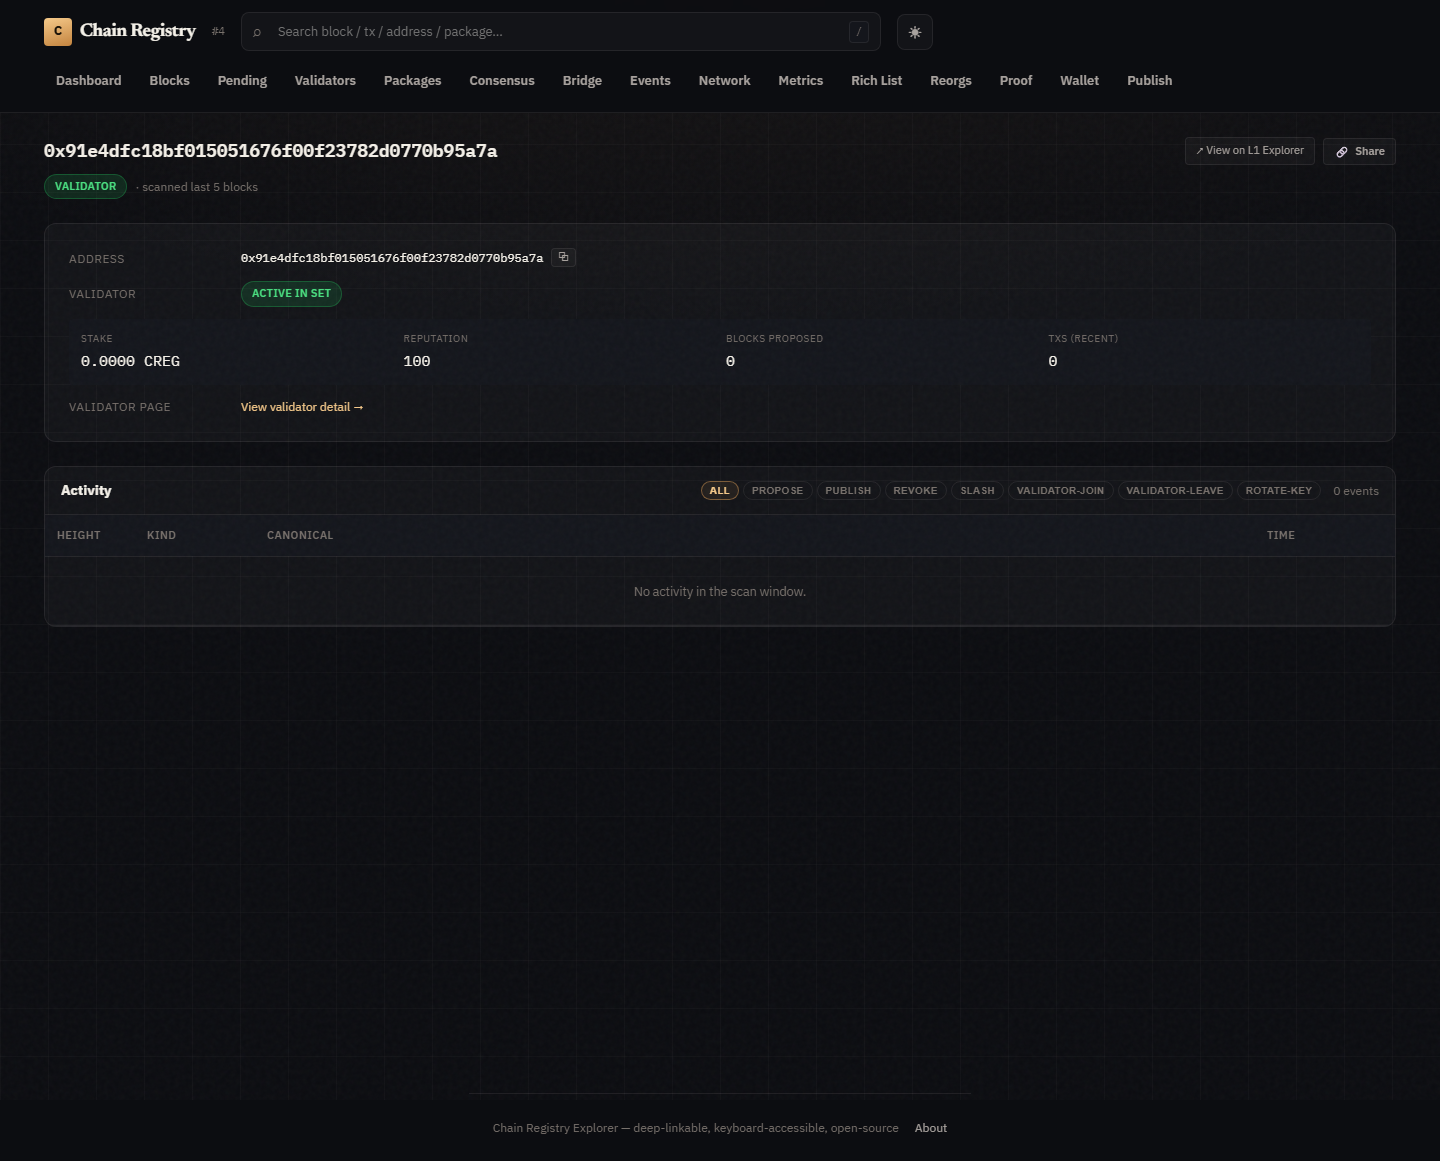 C Chain Registry #4 Search block / tx / address / package... /
Dashboard Blocks Pending Validators Packages Consensus Bridge Events Network Metrics Rich List Reorgs Proof Wallet Publish
0x91e4dfc18bf015051676f00f23782d0770b95a7a ↗ View on L1 Explorer Share
VALIDATOR · scanned last 5 blocks
ADDRESS 0x91e4dfc18bf015051676f00f23782d0770b95a7a
VALIDATOR ACTIVE IN SET
STAKE REPUTATION BLOCKS PROPOSED TXS (RECENT)
0.0000 CREG 100 0 0
VALIDATOR PAGE View validator detail →
Activity ALL PROPOSE PUBLISH REVOKE SLASH VALIDATOR-JOIN VALIDATOR-LEAVE ROTATE-KEY 0 events
HEIGHT KIND CANONICAL TIME
No activity in the scan window.
Chain Registry Explorer — deep-linkable, keyboard-accessible, open-source About